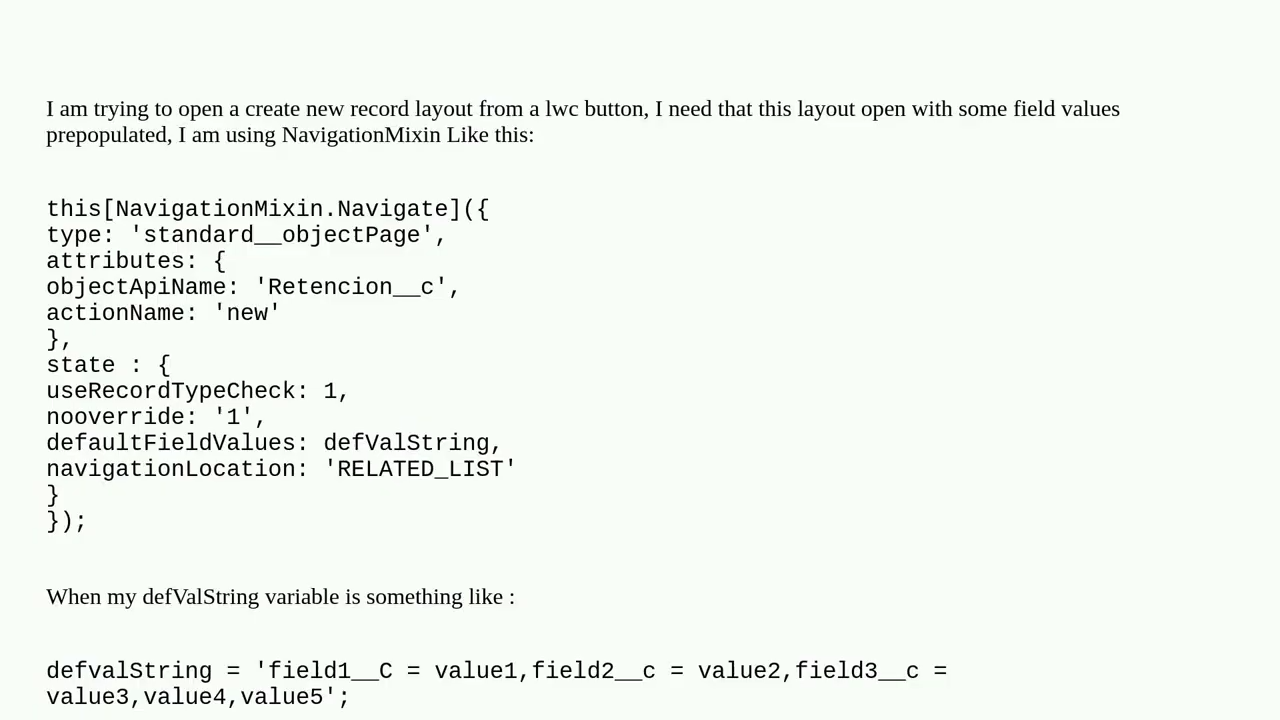 I am trying to open a create new record layout from a lwc button, I need that this layout open with some field values
prepopulated, I am using NavigationMixin Like this:
this[NavigationMixin.Navigate]({
type: 'standard__objectPage',
attributes: {
objectApiName: 'Retencion__c',
actionName: 'new'
},
state : {
useRecordTypeCheck: 1,
nooverride: '1',
defaultFieldValues: defValString,
navigationLocation: 'RELATED_LIST'
}
});
When my defValString variable is something like :
defvalString = 'field1__C = value1,field2__c = value2,field3__c =
value3,value4,value5';